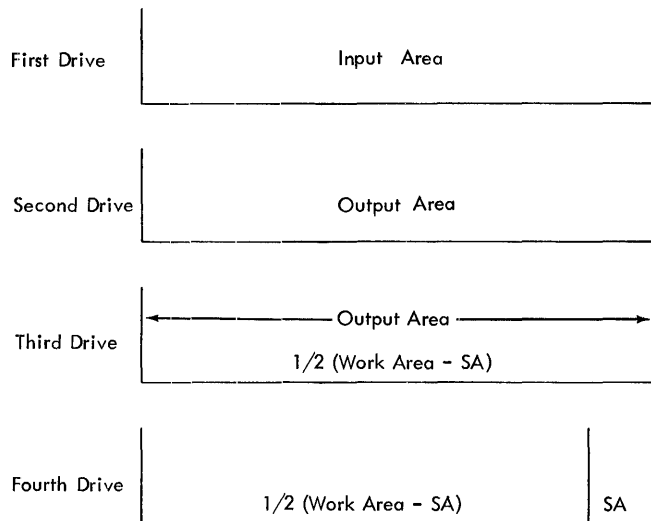 First Drive Input Area
Second Drive Output Area
Output Area
Third Drive
1/2 (Work Area - SA)
Fourth Drive
1/2 (Work Area - SA) SA